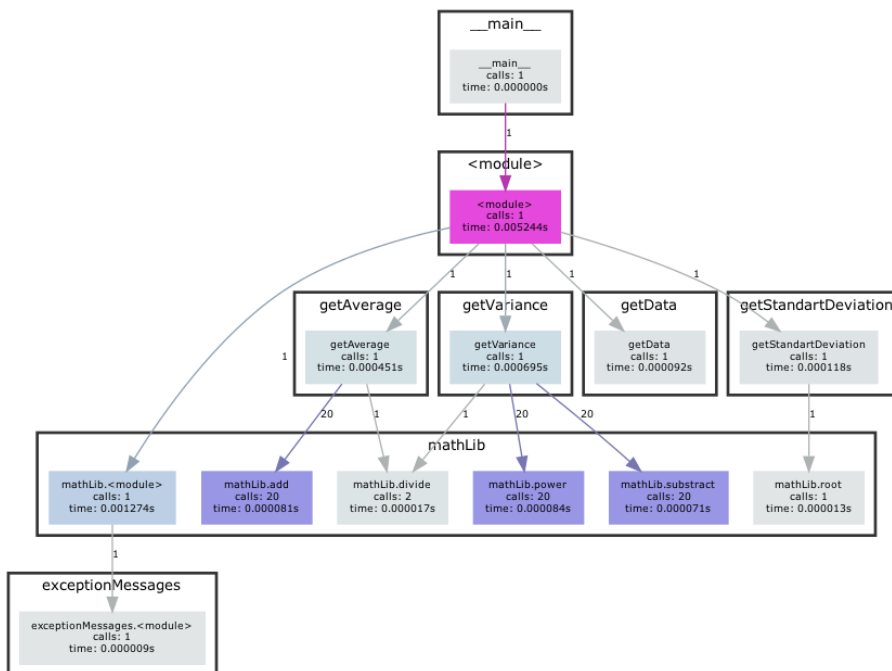 __main__
__main__
calls: 1
time: 0.000000s
1
<module>
<module>
calls: 1
time: 0.005244s
1
1
1
1
getAverage
getVariance
getData
getStandartDeviation
getAverage
calls: 1
time: 0.000451s
getVariance
calls: 1
time: 0.000695s
getData
calls: 1
time: 0.000092s
getStandartDeviation
calls: 1
time: 0.000118s
1
20
1
1
20
20
1
mathLib
mathLib.<module>
calls: 1
time: 0.001274s
mathLib.add
calls: 20
time: 0.000081s
mathLib.divide
calls: 2
time: 0.000017s
mathLib.power
calls: 20
time: 0.000084s
mathLib.substract
calls: 20
time: 0.000071s
mathLib.root
calls: 1
time: 0.000013s
1
exceptionMessages
exceptionMessages.<module>
calls: 1
time: 0.000009s